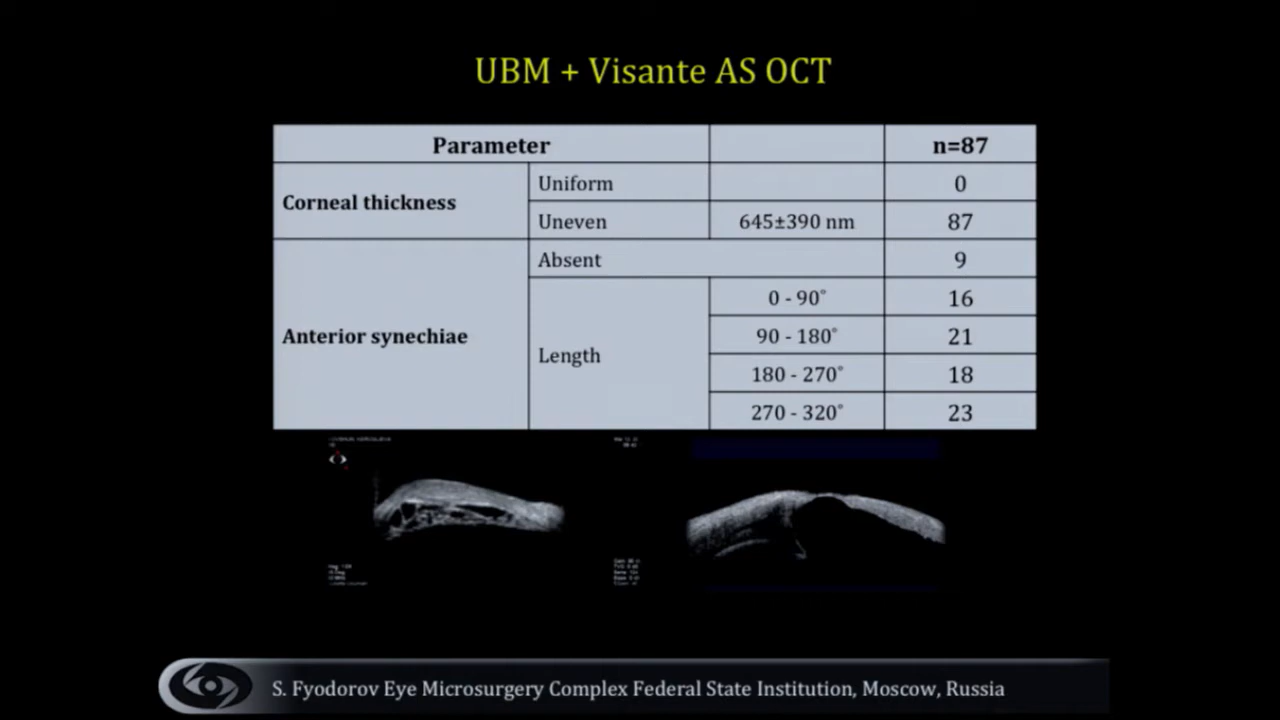 UBM + Visante AS OCT
Parameter n=87
Corneal thickness Uniform 0
Uneven 645±390 nm 87
Anterior synechiae Absent 9
Length 0 - 90° 16
90 - 180° 21
180 - 270° 18
270 - 320° 23
S. Fyodorov Eye Microsurgery Complex Federal State Institution, Moscow, Russia